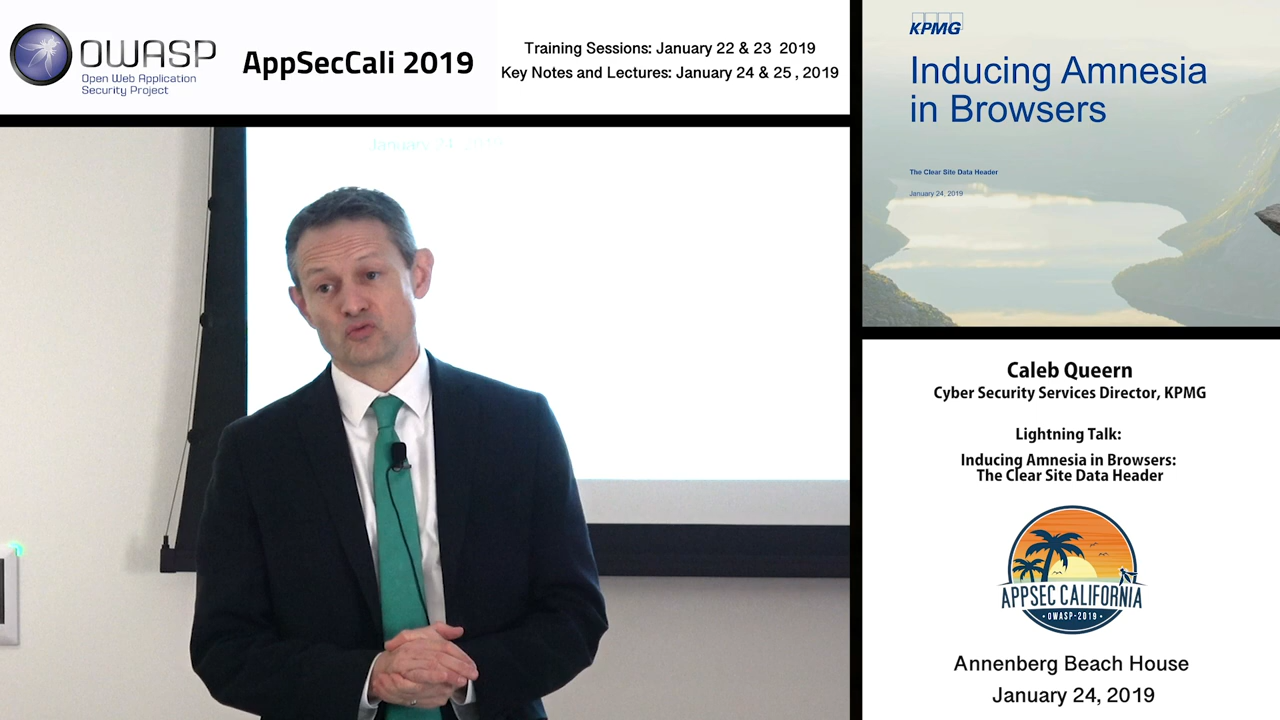 OWASP
Open Web Application
Security Project
AppSecCali 2019
Training Sessions: January 22 & 23 2019
Key Notes and Lectures: January 24 & 25 , 2019
January 24, 2019
KPMG
Inducing Amnesia
in Browsers
The Clear Site Data Header
January 24, 2019
Caleb Queern
Cyber Security Services Director, KPMG
Lightning Talk:
Inducing Amnesia in Browsers:
The Clear Site Data Header
APPSEC CALIFORNIA
• OWASP-2019 •
Annenberg Beach House
January 24, 2019